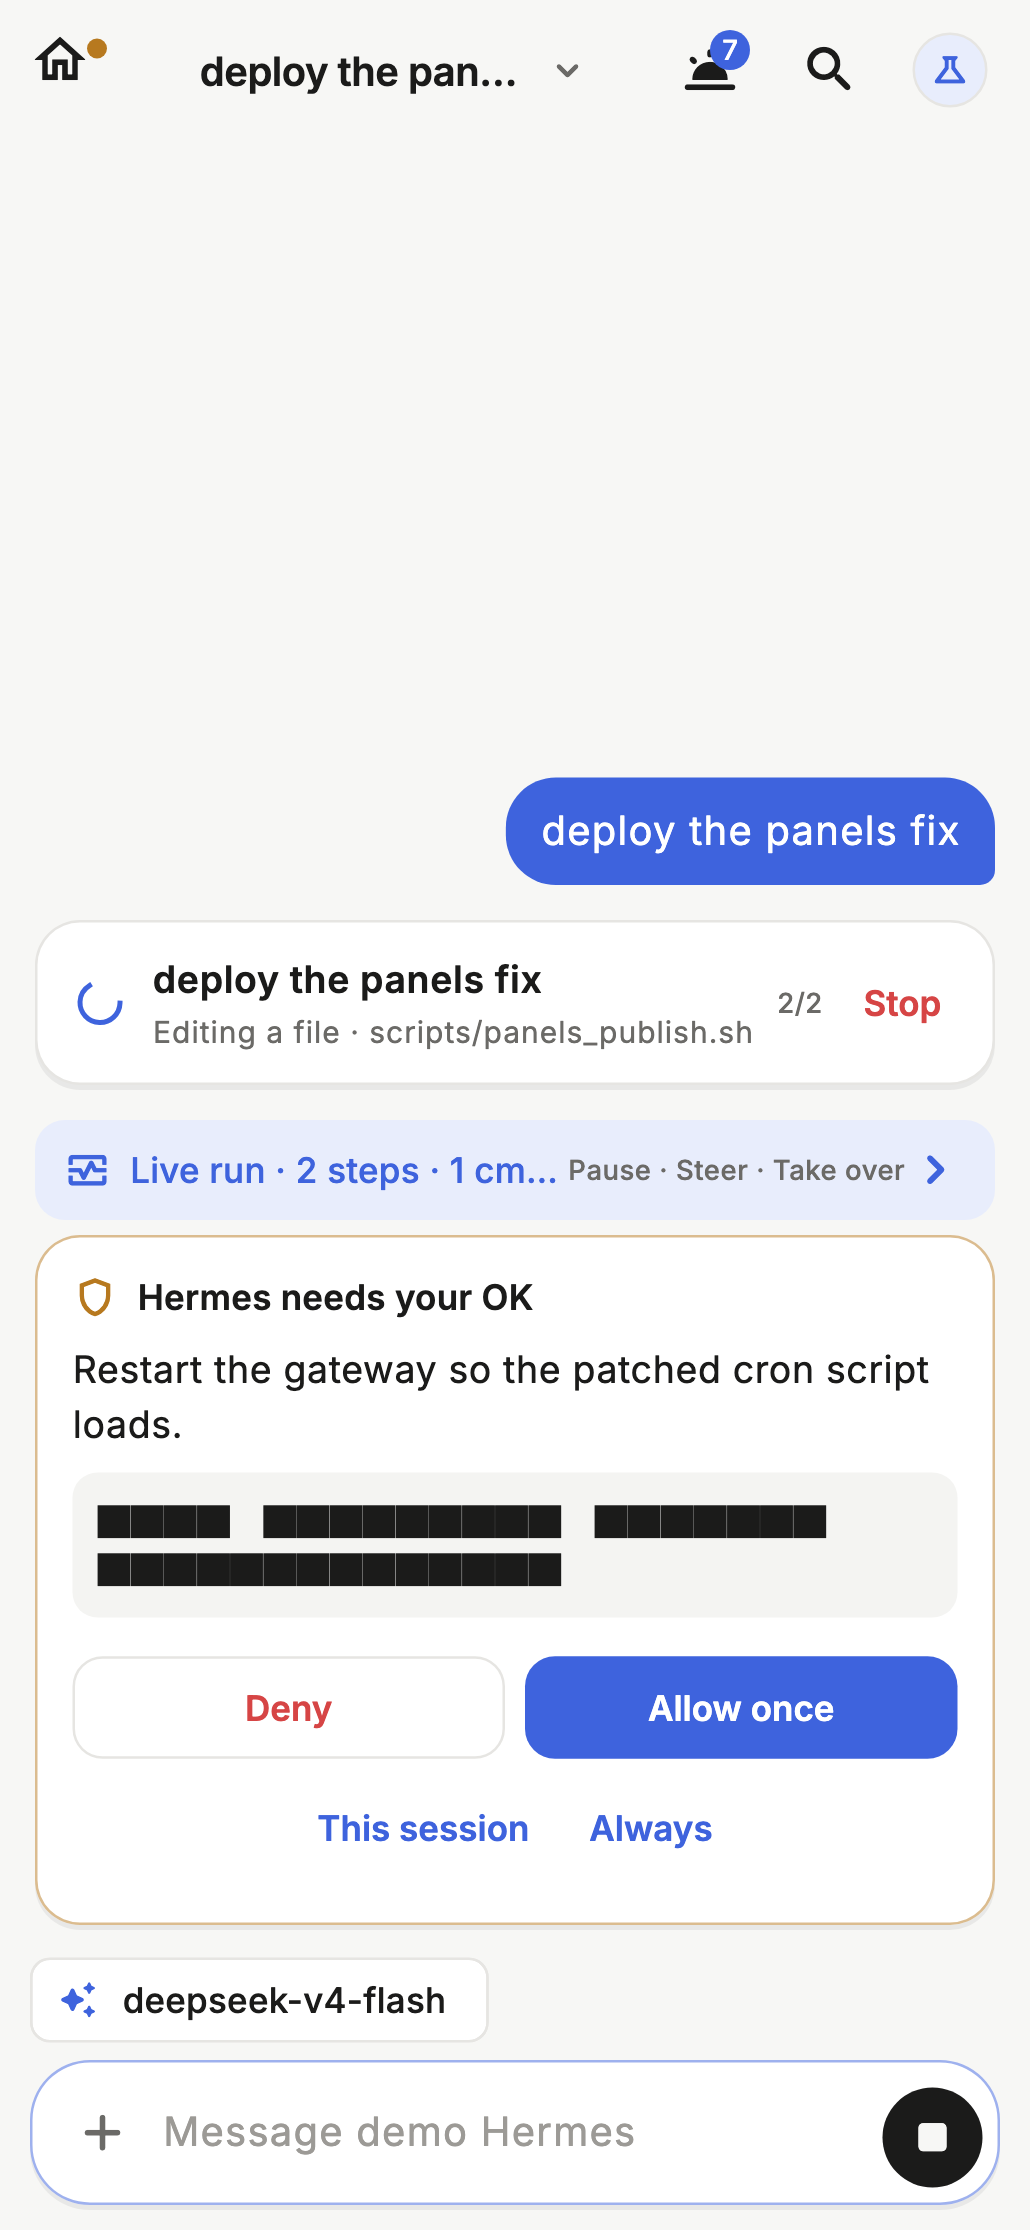 deploy the pan...
7
deploy the panels fix
deploy the panels fix
Editing a file · scripts/panels_publish.sh
2/2
Stop
Live run · 2 steps · 1 cm... Pause · Steer · Take over
Hermes needs your OK
Restart the gateway so the patched cron script
loads.
Deny
Allow once
This session
Always
deepseek-v4-flash
Message demo Hermes